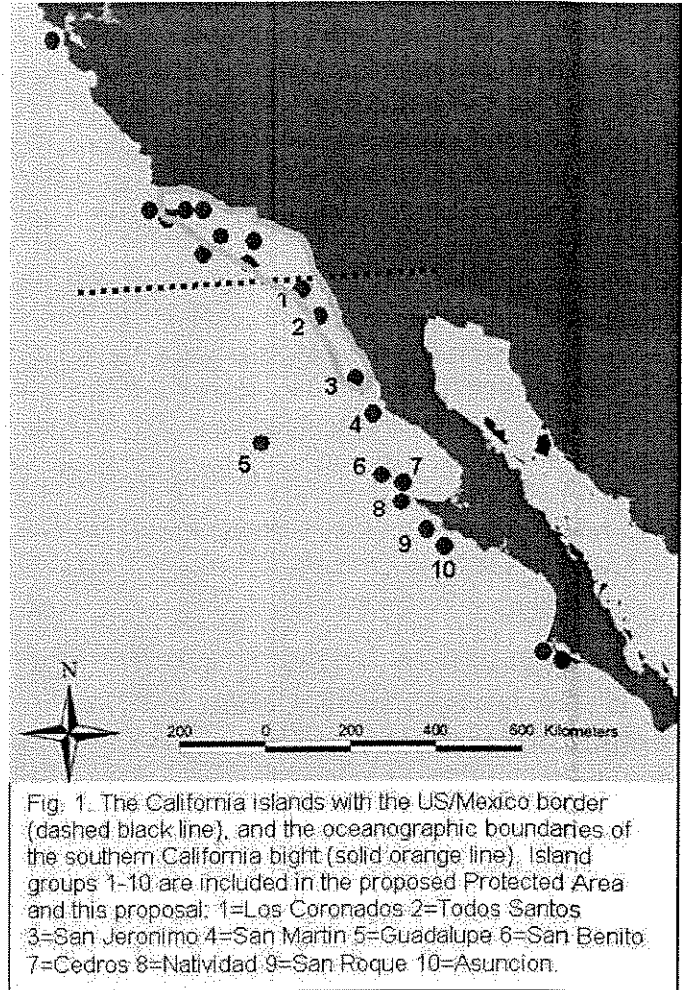 1
2
3
4
5
6
7
8
9
10
N
200 0 200 400 600 Kilometers
Fig. 1. The California Islands with the US/Mexico border
(dashed black line), and the oceanographic boundaries of
the southern California bight (solid orange line). Island
groups 1-10 are included in the proposed Protected Area
and this proposal: 1=Los Coronados 2=Todos Santos
3=San Jeronimo 4=San Martin 5=Guadalupe 6=San Benito
7=Cedros 8=Natividad 9=San Roque 10=Asuncion.